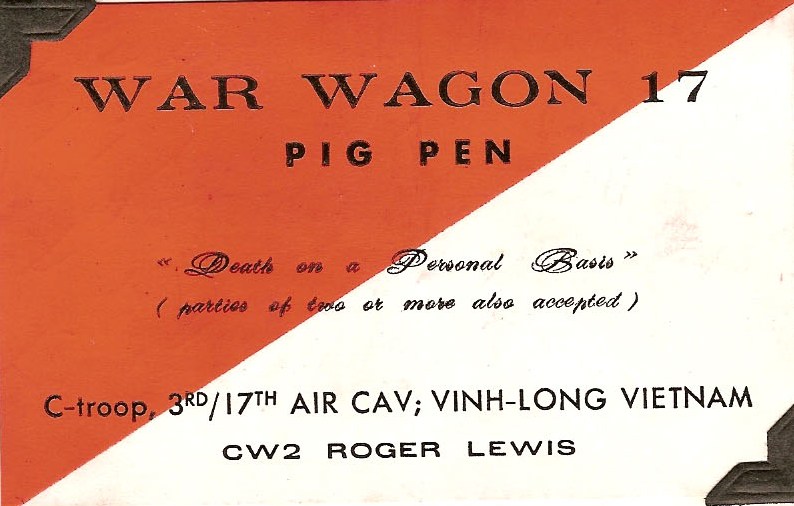 WAR WAGON 17
PIG PEN
"Death on a Personal Basis"
(parties of two or more also accepted)
C-troop, 3RD/17TH AIR CAV; VINH-LONG VIETNAM
CW2 ROGER LEWIS